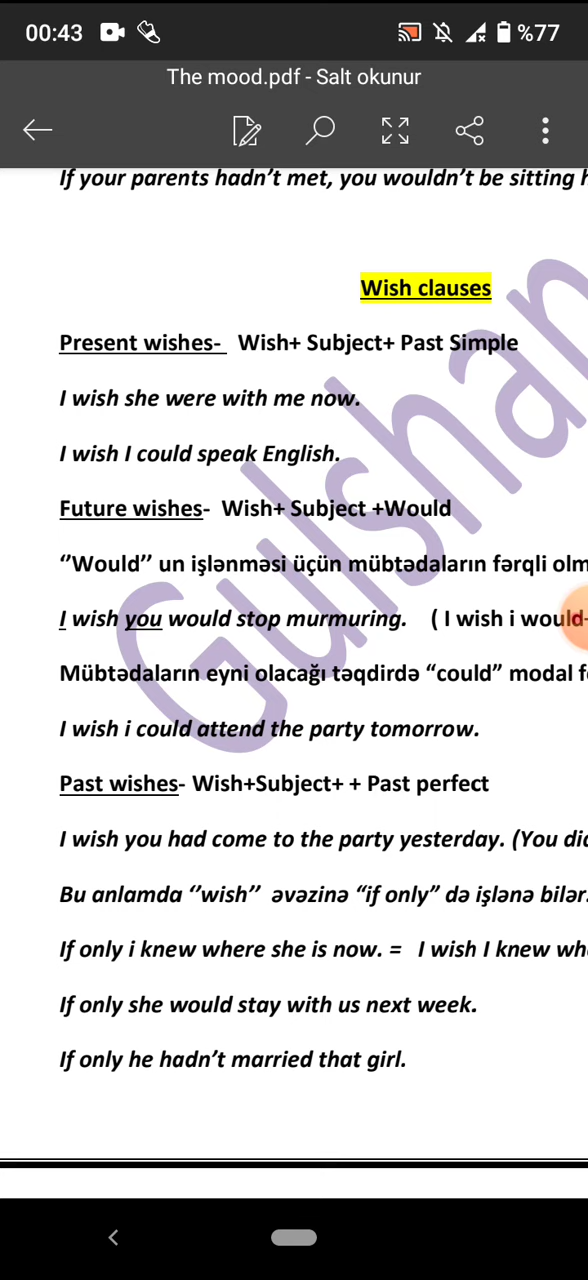 00:43 %77
The mood.pdf - Salt okunur
If your parents hadn’t met, you wouldn’t be sitting
Wish clauses
Present wishes- Wish+ Subject+ Past Simple
I wish she were with me now.
I wish I could speak English.
Future wishes- Wish+ Subject +Would
‘’Would’’ un işlənməsi üçün mübtədaların fərqli
I wish you would stop murmuring. ( I wish i would-
Mübtədaların eyni olacağı təqdirdə “could” modal
I wish i could attend the party tomorrow.
Past wishes- Wish+Subject+ + Past perfect
I wish you had come to the party yesterday. (You
Bu anlamda ‘’wish’’ əvəzinə “if only” də işlənə bilər.
If only i knew where she is now. = I wish I knew
If only she would stay with us next week.
If only he hadn’t married that girl.
Gulshan